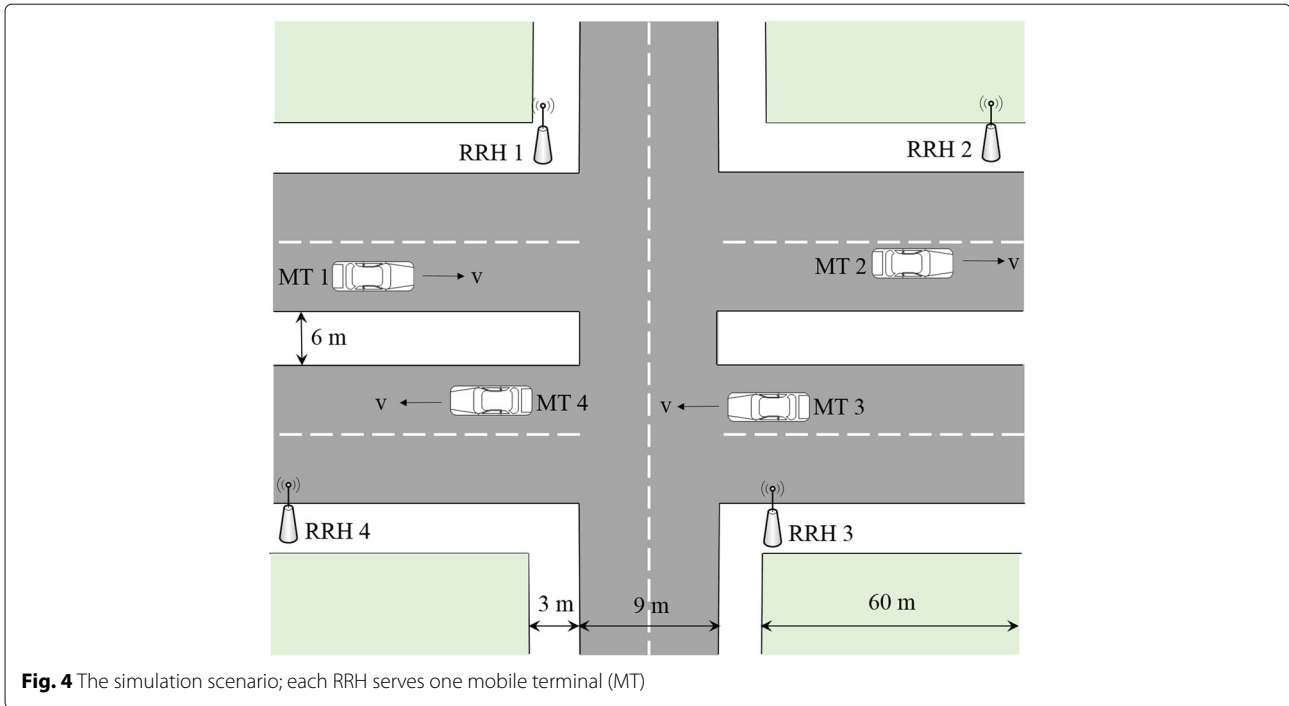 RRH 1
RRH 2
MT 1
v
MT 2
v
6 m
v
MT 4
v
MT 3
RRH 4
RRH 3
3 m
9 m
60 m
Fig. 4 The simulation scenario; each RRH serves one mobile terminal (MT)